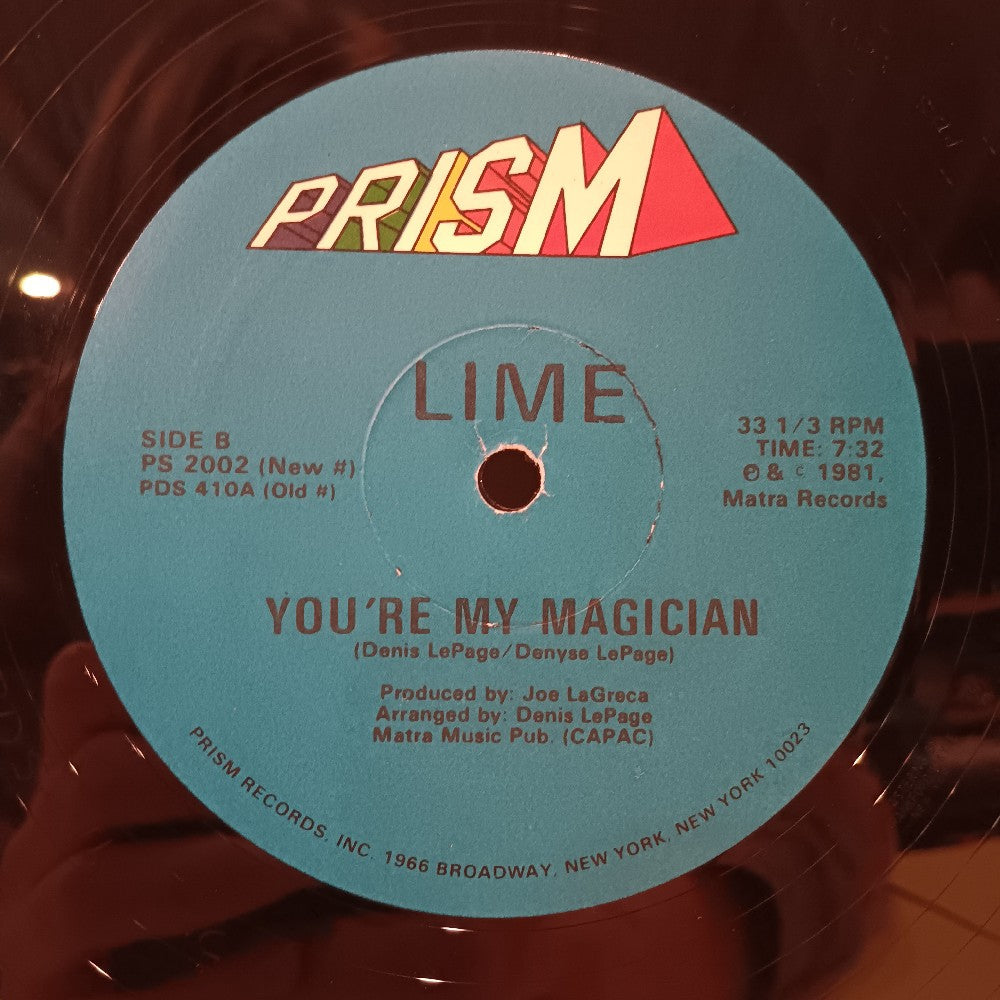 PRISM
LIME
SIDE B
PS 2002 (New #)
PDS 410A (Old #)
33 1/3 RPM
TIME: 7:32
℗ & © 1981,
Matra Records
YOU'RE MY MAGICIAN
(Denis LePage/Denyse LePage)
Produced by: Joe LaGreca
Arranged by: Denis LePage
Matra Music Pub. (CAPAC)
PRISM RECORDS, INC. 1966 BROADWAY, NEW YORK, NEW YORK 10023